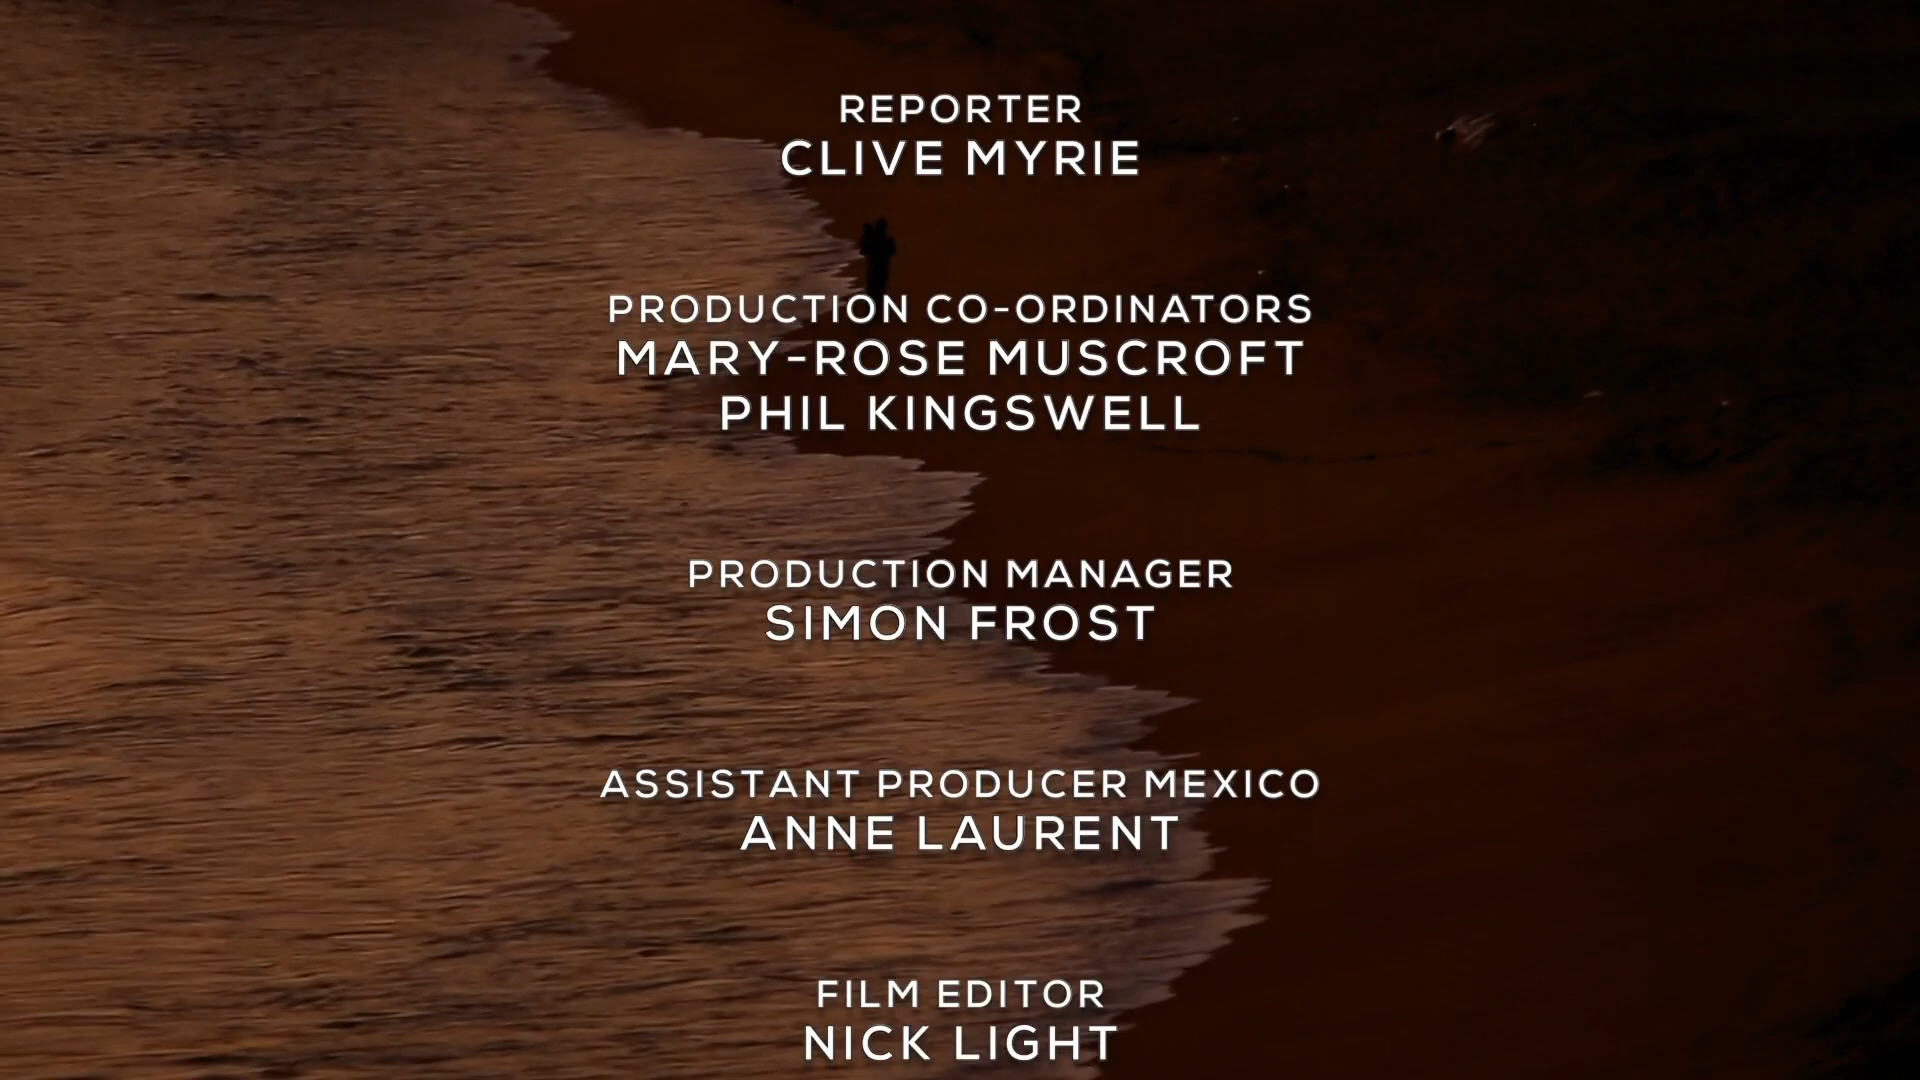 REPORTER
CLIVE MYRIE
PRODUCTION CO-ORDINATORS
MARY-ROSE MUSCROFT
PHIL KINGSWELL
PRODUCTION MANAGER
SIMON FROST
ASSISTANT PRODUCER MEXICO
ANNE LAURENT
FILM EDITOR
NICK LIGHT